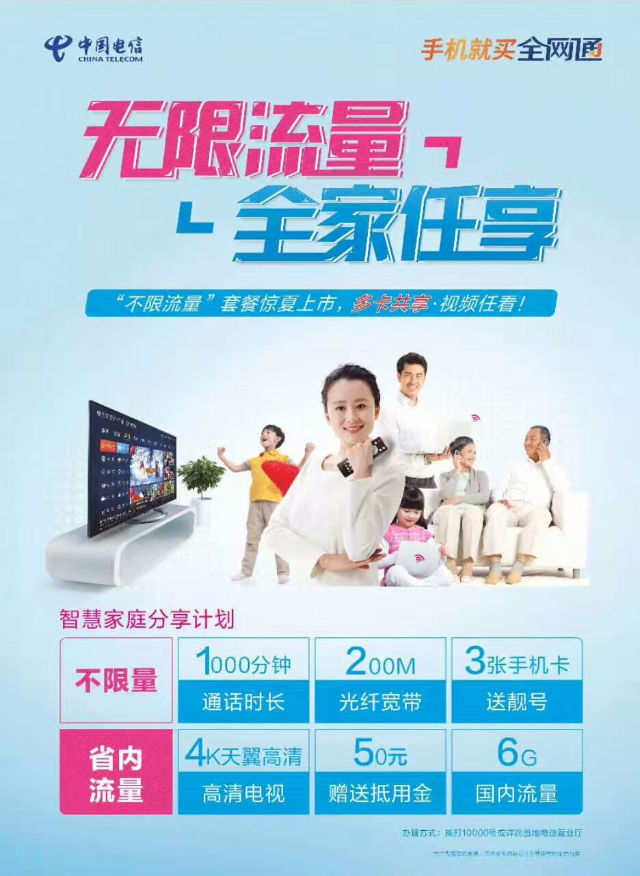 中国电信
CHINA TELECOM
手机就买全网通
无限流量
全家任享
“不限流量”套餐惊夏上市，多卡共享·视频任看！
智慧家庭分享计划
不限量
1000分钟
通话时长
200M
光纤宽带
3张手机卡
送靓号
省内
流量
4K天翼高清
高清电视
50元
赠送抵用金
6G
国内流量
办理方式：拨打10000号或详询当地电信营业厅